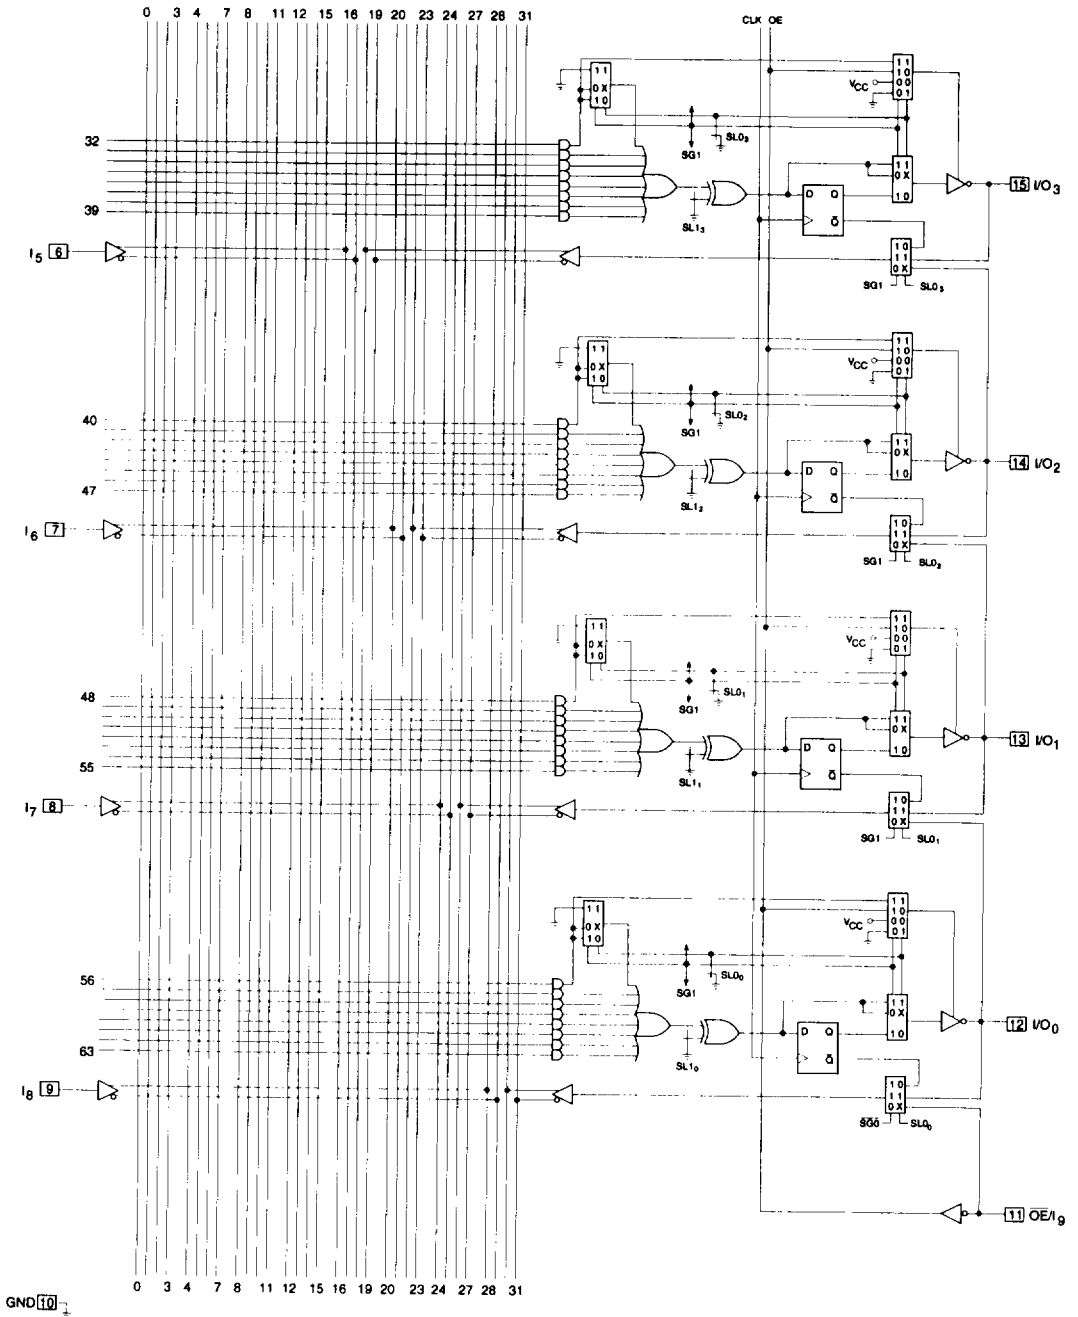 0 3 4 7 8 11 12 15 16 19 20 23 24 27 28 31
CLK OE
11
10
00
01
VCC
11
0X
10
SL03
SG1
32
39
SL13
D Q
Q̅
11
0X
10
15 I/O3
I5 6
10
11
0X
SG1 SL03
11
10
00
01
VCC
11
0X
10
SL02
SG1
40
47
SL12
D Q
Q̅
11
0X
10
14 I/O2
I6 7
10
11
0X
SG1 SL02
11
10
00
01
VCC
11
0X
10
SL01
SG1
48
55
SL11
D Q
Q̅
11
0X
10
13 I/O1
I7 8
10
11
0X
SG1 SL01
11
10
00
01
VCC
11
0X
10
SL00
SG1
56
63
SL10
D Q
Q̅
11
0X
10
12 I/O0
I8 9
10
11
0X
S̅G̅0̅ SL00
11 O̅E̅/I9
0 3 4 7 8 11 12 15 16 19 20 23 24 27 28 31
GND 10